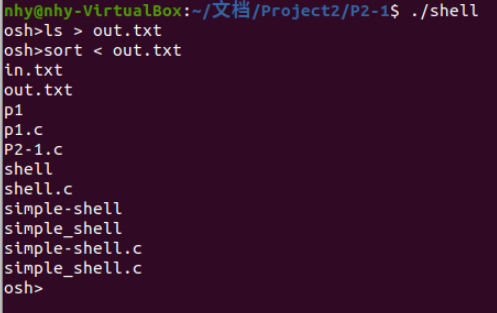 nhy@nhy-VirtualBox:~/文档/Project2/P2-1$ ./shell
osh>ls > out.txt
osh>sort < out.txt
in.txt
out.txt
p1
p1.c
P2-1.c
shell
shell.c
simple-shell
simple_shell
simple-shell.c
simple_shell.c
osh>